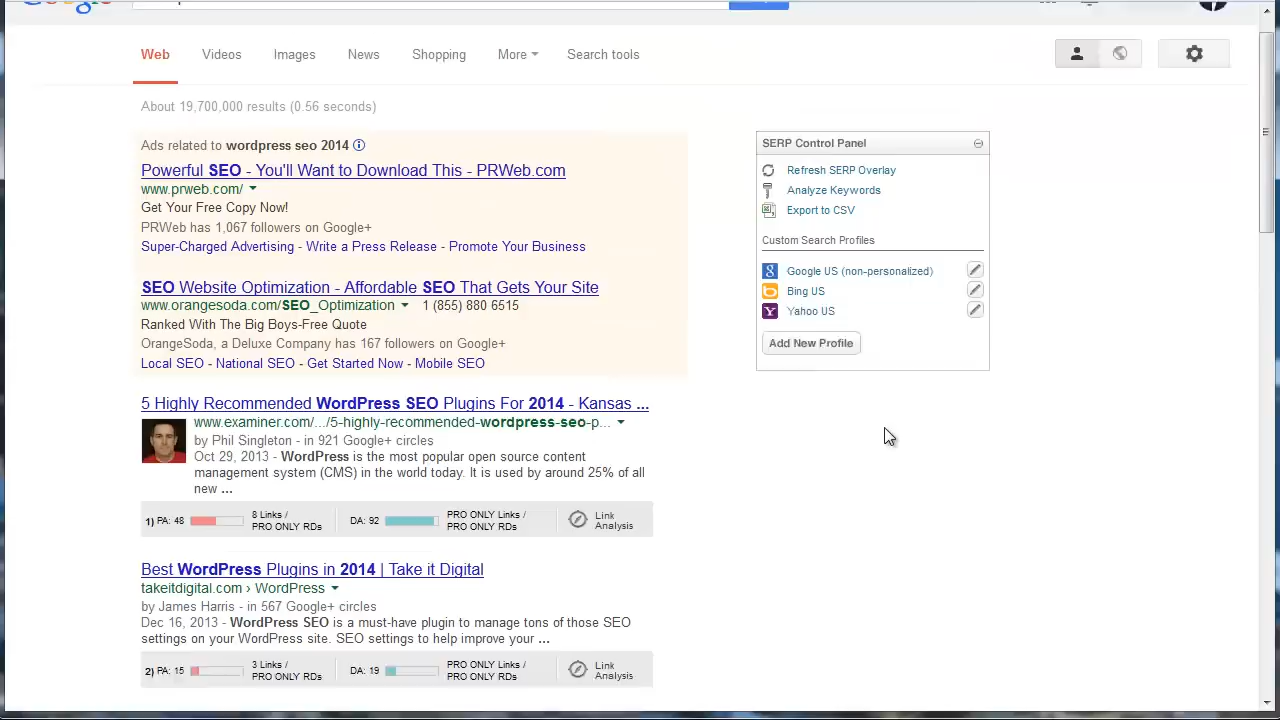 Google
Web Videos Images News Shopping More Search tools
About 19,700,000 results (0.56 seconds)
Ads related to wordpress seo 2014
Powerful SEO - You'll Want to Download This - PRWeb.com
www.prweb.com/
Get Your Free Copy Now!
PRWeb has 1,067 followers on Google+
Super-Charged Advertising - Write a Press Release - Promote Your Business
SEO Website Optimization - Affordable SEO That Gets Your Site
www.orangesoda.com/SEO_Optimization 1 (855) 880 6515
Ranked With The Big Boys-Free Quote
OrangeSoda, a Deluxe Company has 167 followers on Google+
Local SEO - National SEO - Get Started Now - Mobile SEO
5 Highly Recommended WordPress SEO Plugins For 2014 - Kansas ...
www.examiner.com/.../5-highly-recommended-wordpress-seo-p...
by Phil Singleton - in 921 Google+ circles
Oct 29, 2013 - WordPress is the most popular open source content
management system (CMS) in the world today. It is used by around 25% of all
new ...
1) PA: 48 8 Links / PRO ONLY RDs DA: 92 PRO ONLY Links / PRO ONLY RDs Link Analysis
Best WordPress Plugins in 2014 | Take it Digital
takeitdigital.com › WordPress
by James Harris - in 567 Google+ circles
Dec 16, 2013 - WordPress SEO is a must-have plugin to manage tons of those SEO
settings on your WordPress site. SEO settings to help improve your ...
2) PA: 15 3 Links / PRO ONLY RDs DA: 19 PRO ONLY Links / PRO ONLY RDs Link Analysis
SERP Control Panel
Refresh SERP Overlay
Analyze Keywords
Export to CSV
Custom Search Profiles
Google US (non-personalized)
Bing US
Yahoo US
Add New Profile